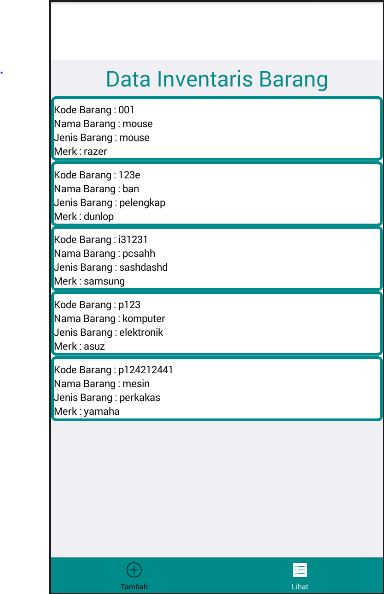 Data Inventaris Barang
Kode Barang : 001
Nama Barang : mouse
Jenis Barang : mouse
Merk : razer
Kode Barang : 123e
Nama Barang : ban
Jenis Barang : pelengkap
Merk : dunlop
Kode Barang : i31231
Nama Barang : pcsahh
Jenis Barang : sashdashd
Merk : samsung
Kode Barang : p123
Nama Barang : komputer
Jenis Barang : elektronik
Merk : asuz
Kode Barang : p124212441
Nama Barang : mesin
Jenis Barang : perkakas
Merk : yamaha
Tambah
Lihat